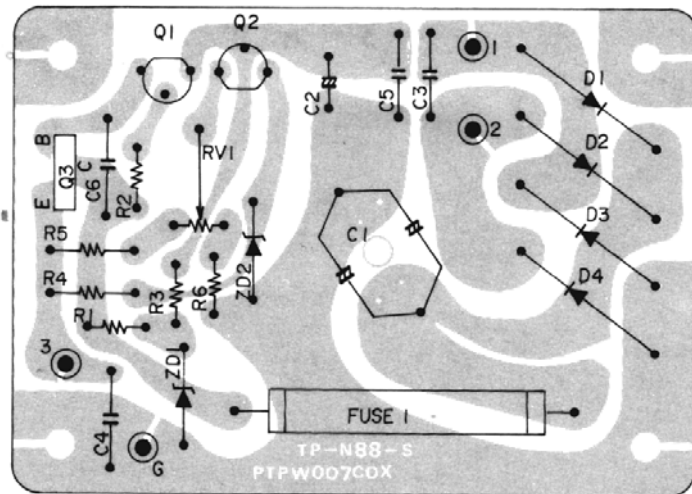 Q1
Q2
1
C2
C5
C3
D1
2
D2
B
Q3
C
E
C6
R2
RV1
D3
C1
R5
ZD2
D4
R4
R3
R6
R1
3
ZD1
C4
G
FUSE 1
TP-N88-S
PTPW007COX